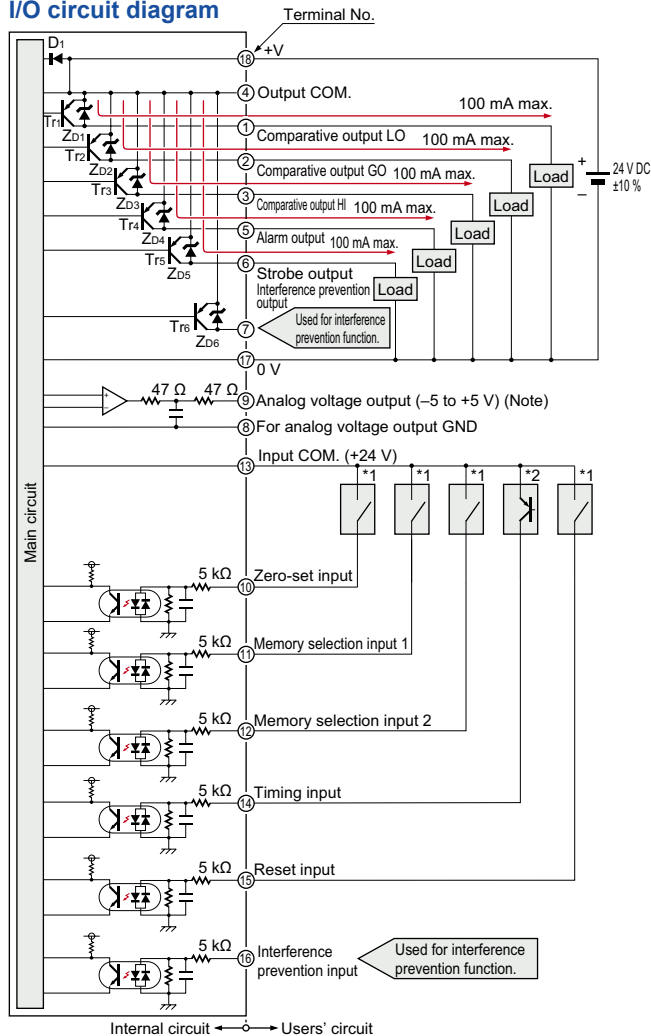 I/O circuit diagram
Terminal No.
D1
18 +V
4 Output COM.
100 mA max.
Tr1
ZD1
1 Comparative output LO
100 mA max.
Tr2
ZD2
2 Comparative output GO
100 mA max.
Tr3
ZD3
3 Comparative output HI
100 mA max.
Tr4
ZD4
5 Alarm output
100 mA max.
Tr5
ZD5
6 Strobe output
Load
Load
Load
Load
Load
+
–
24 V DC
±10 %
Interference prevention
output
Tr6
ZD6
7
Used for interference
prevention function.
17 0 V
47 Ω
47 Ω
+
–
9 Analog voltage output (–5 to +5 V) (Note)
8 For analog voltage output GND
13 Input COM. (+24 V)
*1
*1
*1
*2
*1
Main circuit
5 kΩ
10 Zero-set input
5 kΩ
11 Memory selection input 1
5 kΩ
12 Memory selection input 2
5 kΩ
14 Timing input
5 kΩ
15 Reset input
5 kΩ
16 Interference
prevention input
Used for interference
prevention function.
Internal circuit
Users' circuit